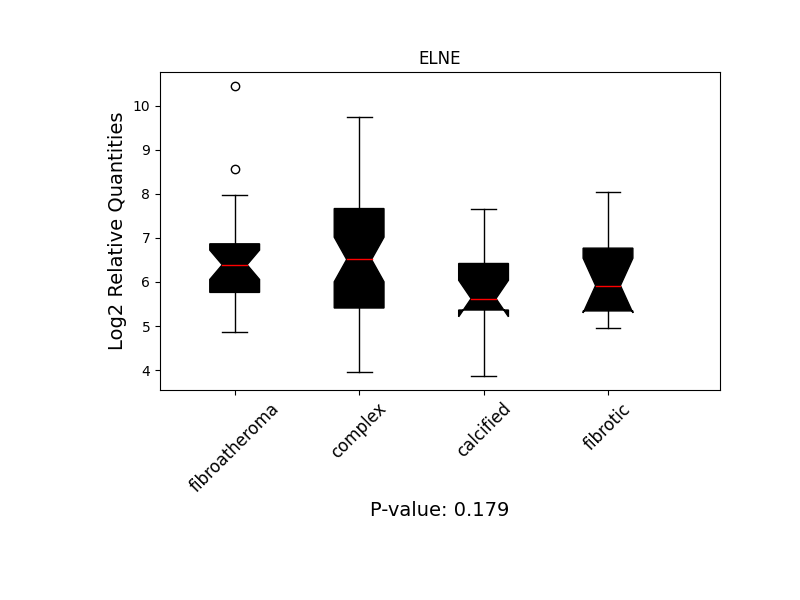 ELNE
Log2 Relative Quantities
10
9
8
7
6
5
4
fibroatheroma
complex
calcified
fibrotic
P-value: 0.179